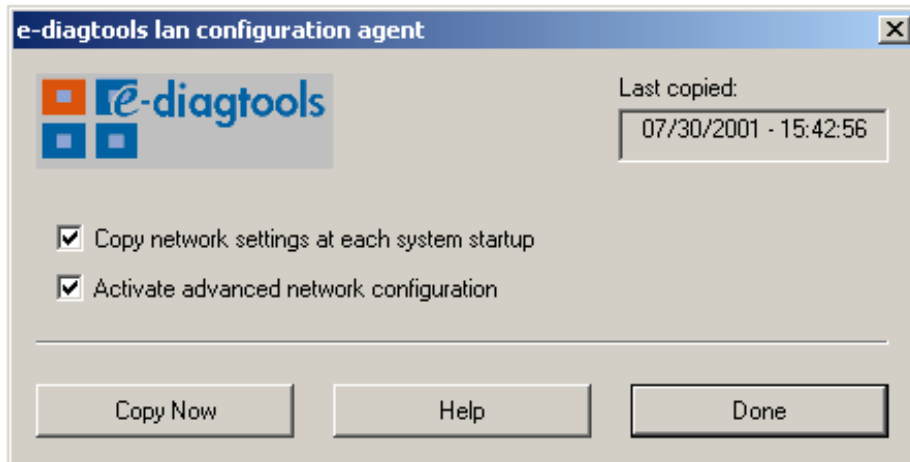 e-diagtools lan configuration agent
e-diagtools
Last copied:
07/30/2001 - 15:42:56
Copy network settings at each system startup
Activate advanced network configuration
Copy Now
Help
Done